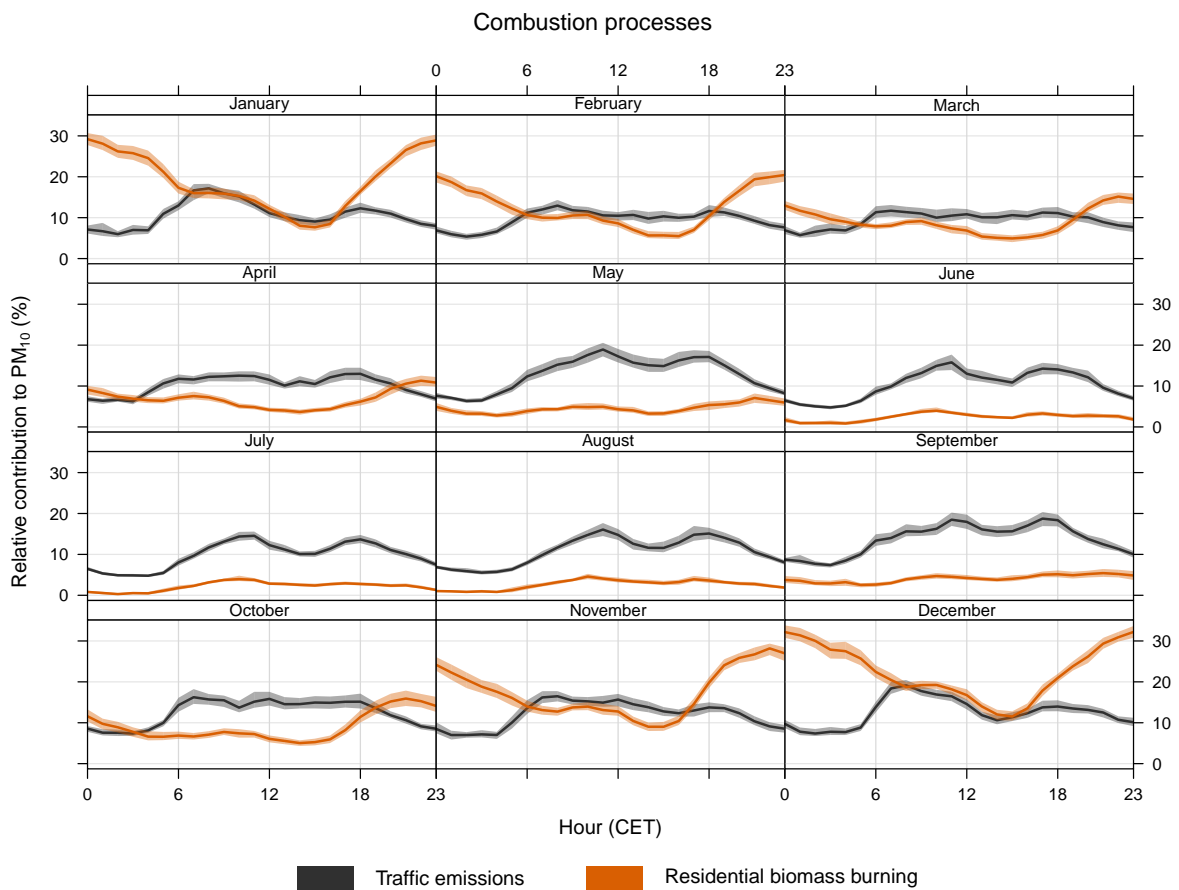 Combustion processes
0 6 12 18 23
January February March
30
20
10
0
April May June
30
20
10
0
July August September
30
20
10
0
October November December
30
20
10
0
0 6 12 18 23 0 6 12 18 23
Relative contribution to PM₁₀ (%)
Hour (CET)
Traffic emissions Residential biomass burning